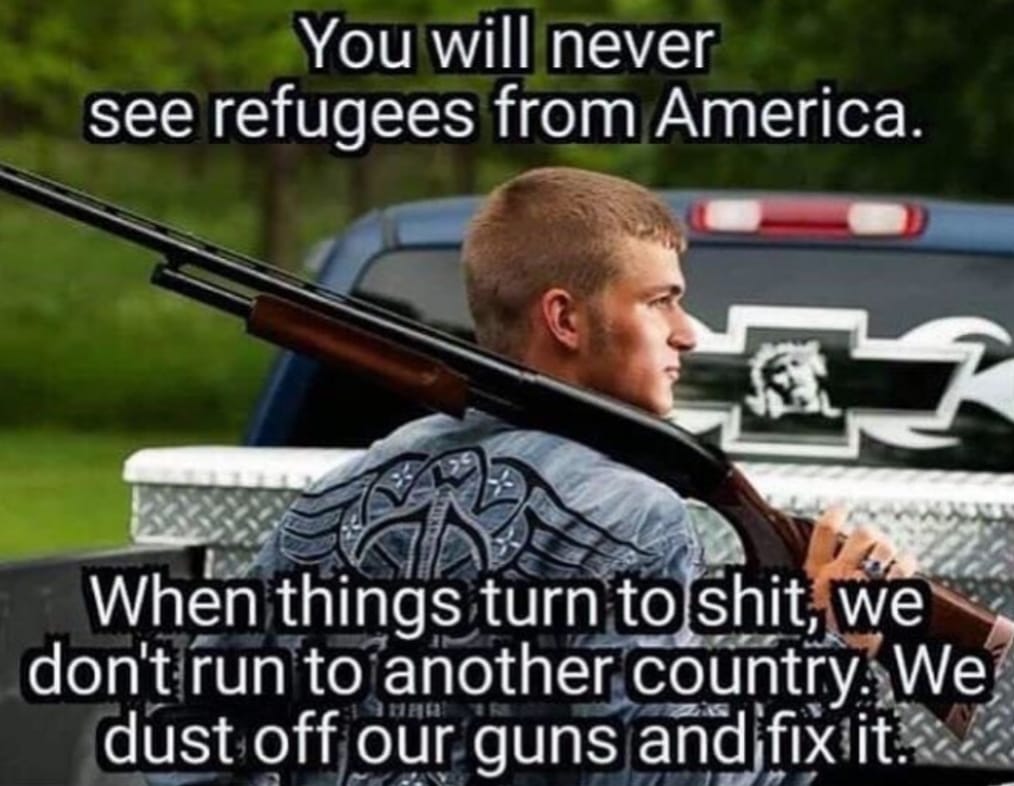 You will never
see refugees from America.
When things turn to shit, we
don't run to another country. We
dust off our guns and fix it.